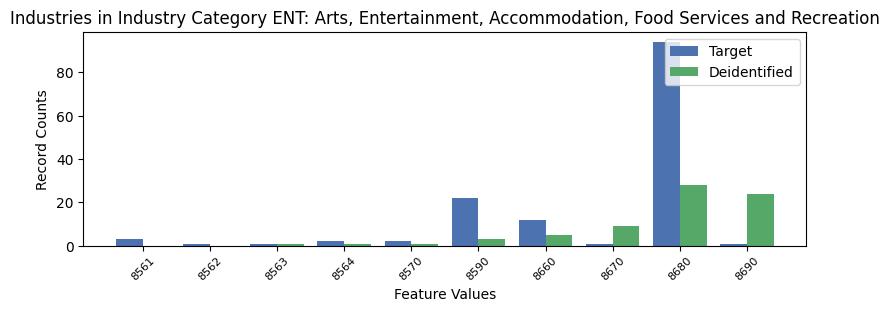 Industries in Industry Category ENT: Arts, Entertainment, Accommodation, Food Services and Recreation
Target
Deidentified
Record Counts
80
60
40
20
0
8561 8562 8563 8564 8570 8590 8660 8670 8680 8690
Feature Values